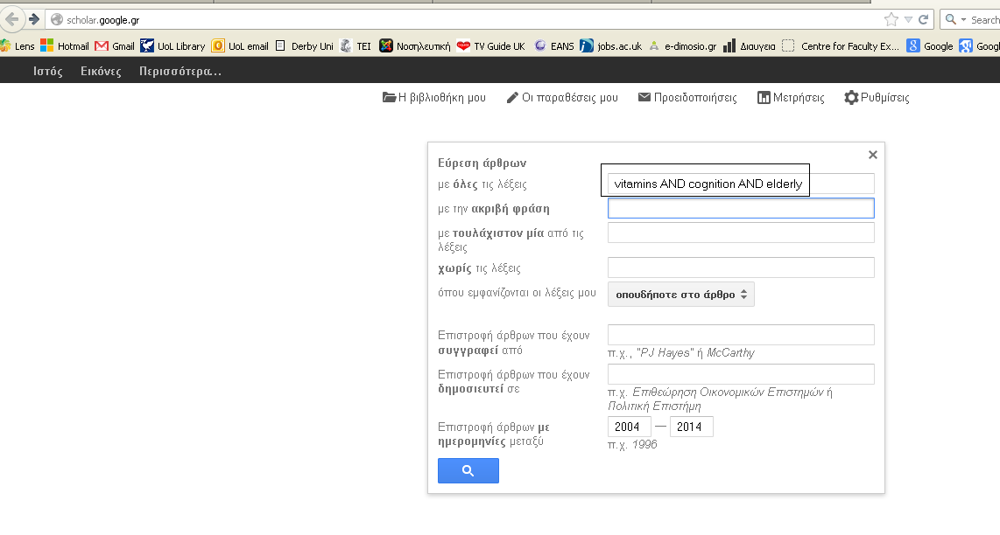 scholar.google.gr
Search
Lens Hotmail Gmail UoL Library UoL email Derby Uni TEI Νοσηλευτική TV Guide UK EANS jobs.ac.uk e-dimosio.gr Διαυγεια Centre for Faculty Ex... Google Googl
Ιστός Εικόνες Περισσότερα...
Η βιβλιοθήκη μου Οι παραθέσεις μου Προειδοποιήσεις Μετρήσεις Ρυθμίσεις
Εύρεση άρθρων
με όλες τις λέξεις vitamins AND cognition AND elderly
με την ακριβή φράση
με τουλάχιστον μία από τις
λέξεις
χωρίς τις λέξεις
όπου εμφανίζονται οι λέξεις μου οπουδήποτε στο άρθρο
Επιστροφή άρθρων που έχουν
συγγραφεί από
π.χ., "PJ Hayes" ή McCarthy
Επιστροφή άρθρων που έχουν
δημοσιευτεί σε
π.χ. Επιθεώρηση Οικονομικών Επιστημών ή
Πολιτική Επιστήμη
Επιστροφή άρθρων με
ημερομηνίες μεταξύ
2004 — 2014
π.χ. 1996